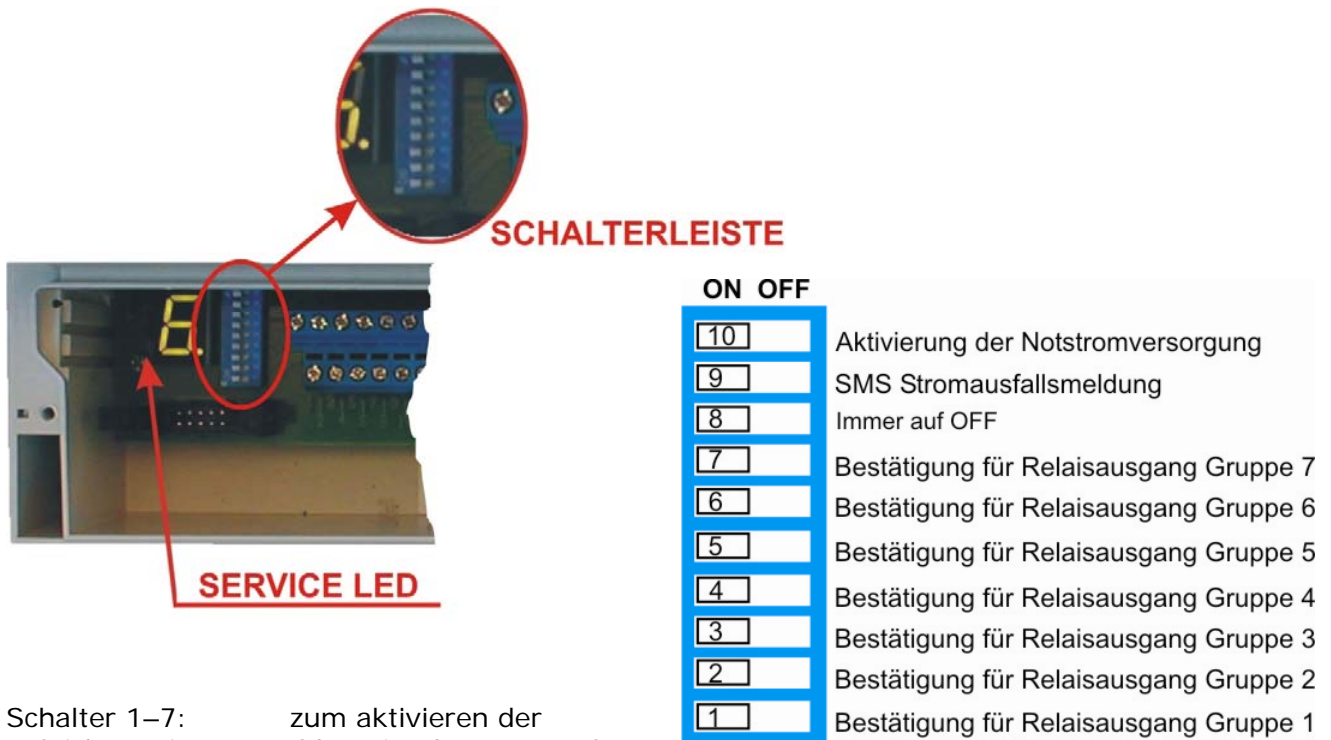 SCHALTERLEISTE
SERVICE LED
ON OFF
10 Aktivierung der Notstromversorgung
9 SMS Stromausfallsmeldung
8 Immer auf OFF
7 Bestätigung für Relaisausgang Gruppe 7
6 Bestätigung für Relaisausgang Gruppe 6
5 Bestätigung für Relaisausgang Gruppe 5
4 Bestätigung für Relaisausgang Gruppe 4
3 Bestätigung für Relaisausgang Gruppe 3
2 Bestätigung für Relaisausgang Gruppe 2
1 Bestätigung für Relaisausgang Gruppe 1
Schalter 1–7: zum aktivieren der